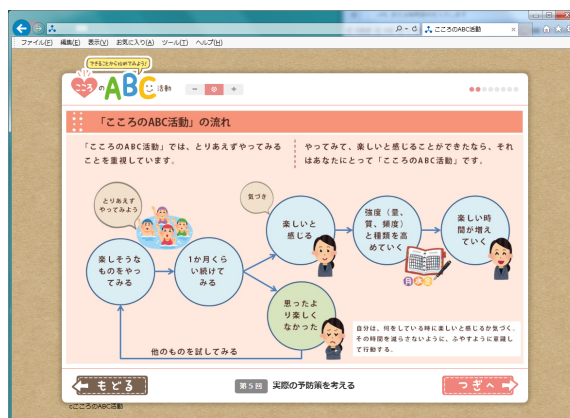 こころのABC活動
ファイル(F) 編集(E) 表示(V) お気に入り(A) ツール(T) ヘルプ(H)
できることからはじめてみよう!
こころのABC活動
「こころのABC活動」の流れ
「こころのABC活動」では、とりあえずやってみる
ことを重視しています。
やってみて、楽しいと感じることができたなら、それ
はあなたにとって「こころのABC活動」です。
とりあえず
やってみよう
気づき
楽しそう
なものをやっ
てみる
1か月くら
い続けて
みる
楽しいと
感じる
強度（量、
質、頻度）
と種類を高
めていく
楽しい時
間が増え
ていく
思ったよ
り楽しく
なかった
月 水 金
他のものを試してみる
自分は、何をしている時に楽しいと感じるか気づく。
その時間を減らさないように、ふやすように意識し
て行動する。
もどる
第5回 実際の予防策を考える
つぎへ
cこころのABC活動